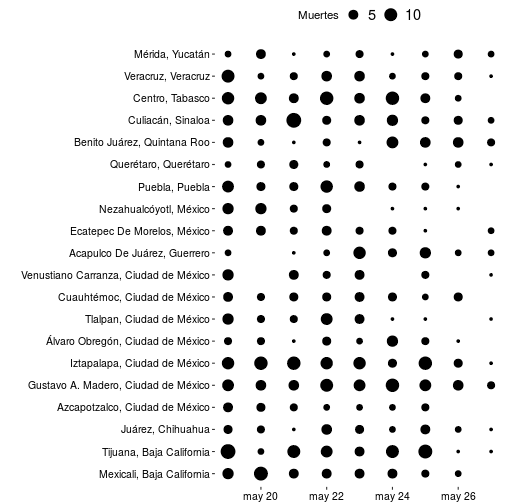 Muertes 5 10
Mérida, Yucatán
Veracruz, Veracruz
Centro, Tabasco
Culiacán, Sinaloa
Benito Juárez, Quintana Roo
Querétaro, Querétaro
Puebla, Puebla
Nezahualcóyotl, México
Ecatepec De Morelos, México
Acapulco De Juárez, Guerrero
Venustiano Carranza, Ciudad de México
Cuauhtémoc, Ciudad de México
Tlalpan, Ciudad de México
Álvaro Obregón, Ciudad de México
Iztapalapa, Ciudad de México
Gustavo A. Madero, Ciudad de México
Azcapotzalco, Ciudad de México
Juárez, Chihuahua
Tijuana, Baja California
Mexicali, Baja California
may 20 may 22 may 24 may 26